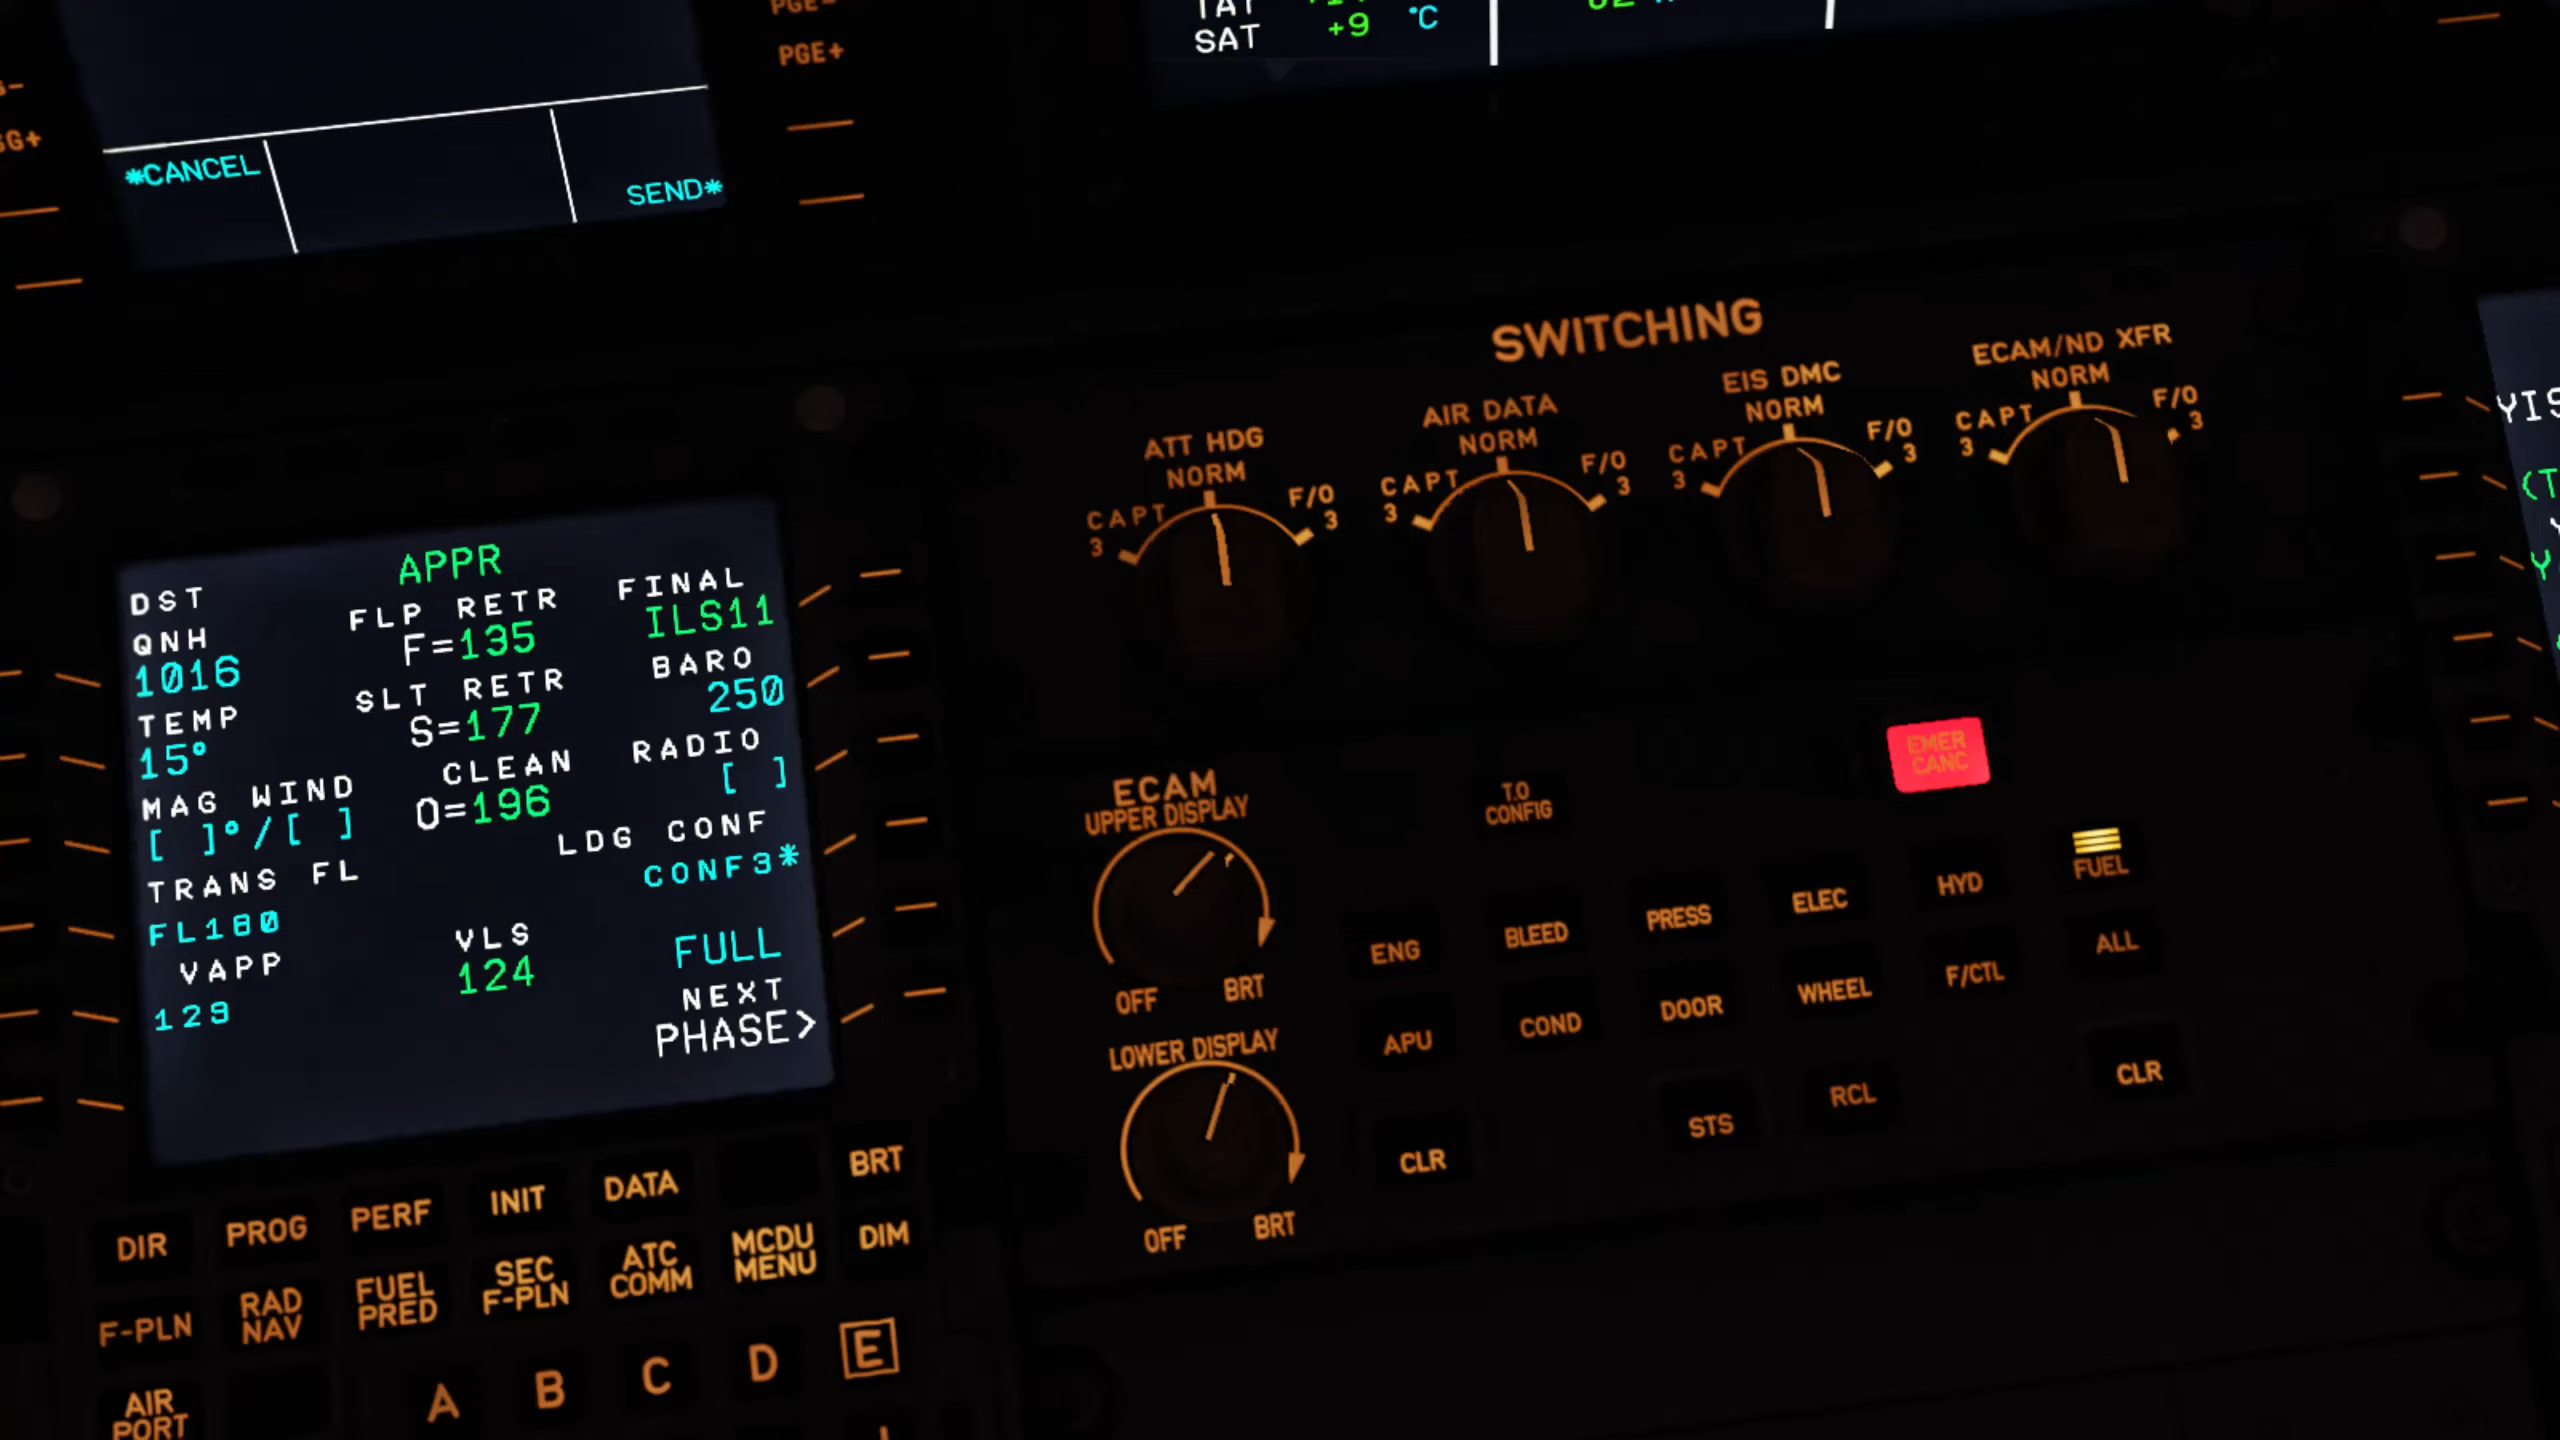 PGE-
PGE+
G-
SG+
*CANCEL
SEND*
TAT
SAT +9 °C
SWITCHING
ATT HDG
NORM
CAPT
3
F/O
3
AIR DATA
NORM
CAPT
3
F/O
3
EIS DMC
NORM
CAPT
3
F/O
3
ECAM/ND XFR
NORM
CAPT
3
F/O
3
APPR
DST FLP RETR FINAL
QNH F=135 ILS11
1016 SLT RETR BARO
TEMP S=177 250
15° CLEAN RADIO
MAG WIND O=196 [ ]
[ ]°/[ ] LDG CONF
TRANS FL CONF3*
FL180
VAPP VLS FULL
129 124 NEXT
PHASE>
ECAM
UPPER DISPLAY
OFF BRT
LOWER DISPLAY
OFF BRT
T.O
CONFIG
EMER
CANC
ENG BLEED PRESS ELEC HYD FUEL
APU COND DOOR WHEEL F/CTL ALL
CLR STS RCL CLR
DIR PROG PERF INIT DATA
BRT
DIM
F-PLN
RAD
NAV
FUEL
PRED
SEC
F-PLN
ATC
COMM
MCDU
MENU
AIR
PORT
A B C D E
YIS
(T
Y